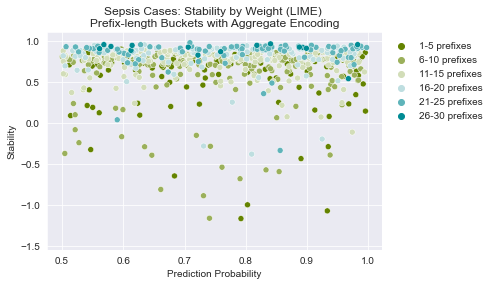 Sepsis Cases: Stability by Weight (LIME)
Prefix-length Buckets with Aggregate Encoding
1.0
0.5
0.0
−0.5
−1.0
−1.5
Stability
0.5 0.6 0.7 0.8 0.9 1.0
Prediction Probability
1-5 prefixes
6-10 prefixes
11-15 prefixes
16-20 prefixes
21-25 prefixes
26-30 prefixes